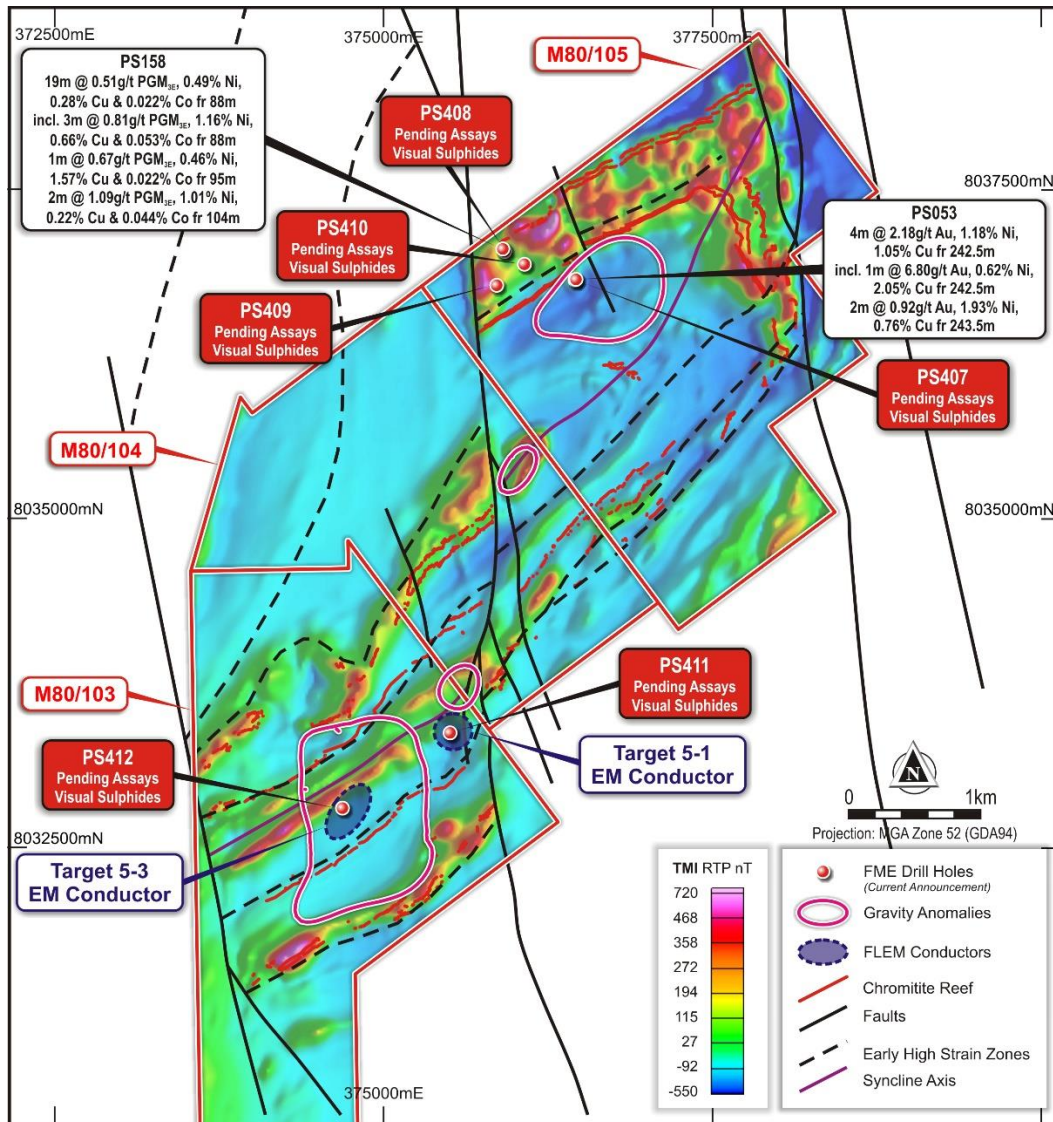 372500mE
375000mE
377500mE
M80/105
PS158
19m @ 0.51g/t PGM3E, 0.49% Ni,
0.28% Cu & 0.022% Co fr 88m
incl. 3m @ 0.81g/t PGM3E, 1.16% Ni,
0.66% Cu & 0.053% Co fr 88m
1m @ 0.67g/t PGM3E, 0.46% Ni,
1.57% Cu & 0.022% Co fr 95m
2m @ 1.09g/t PGM3E, 1.01% Ni,
0.22% Cu & 0.044% Co fr 104m
PS408
Pending Assays
Visual Sulphides
8037500mN
PS410
Pending Assays
Visual Sulphides
PS053
4m @ 2.18g/t Au, 1.18% Ni,
1.05% Cu fr 242.5m
incl. 1m @ 6.80g/t Au, 0.62% Ni,
2.05% Cu fr 242.5m
2m @ 0.92g/t Au, 1.93% Ni,
0.76% Cu fr 243.5m
PS409
Pending Assays
Visual Sulphides
PS407
Pending Assays
Visual Sulphides
M80/104
8035000mN
8035000mN
PS411
Pending Assays
Visual Sulphides
M80/103
PS412
Pending Assays
Visual Sulphides
Target 5-1
EM Conductor
N
0 1km
Projection: MGA Zone 52 (GDA94)
8032500mN
Target 5-3
EM Conductor
TMI RTP nT
720
468
358
272
194
115
27
-92
-550
FME Drill Holes
(Current Announcement)
Gravity Anomalies
FLEM Conductors
Chromitite Reef
Faults
Early High Strain Zones
Syncline Axis
375000mE